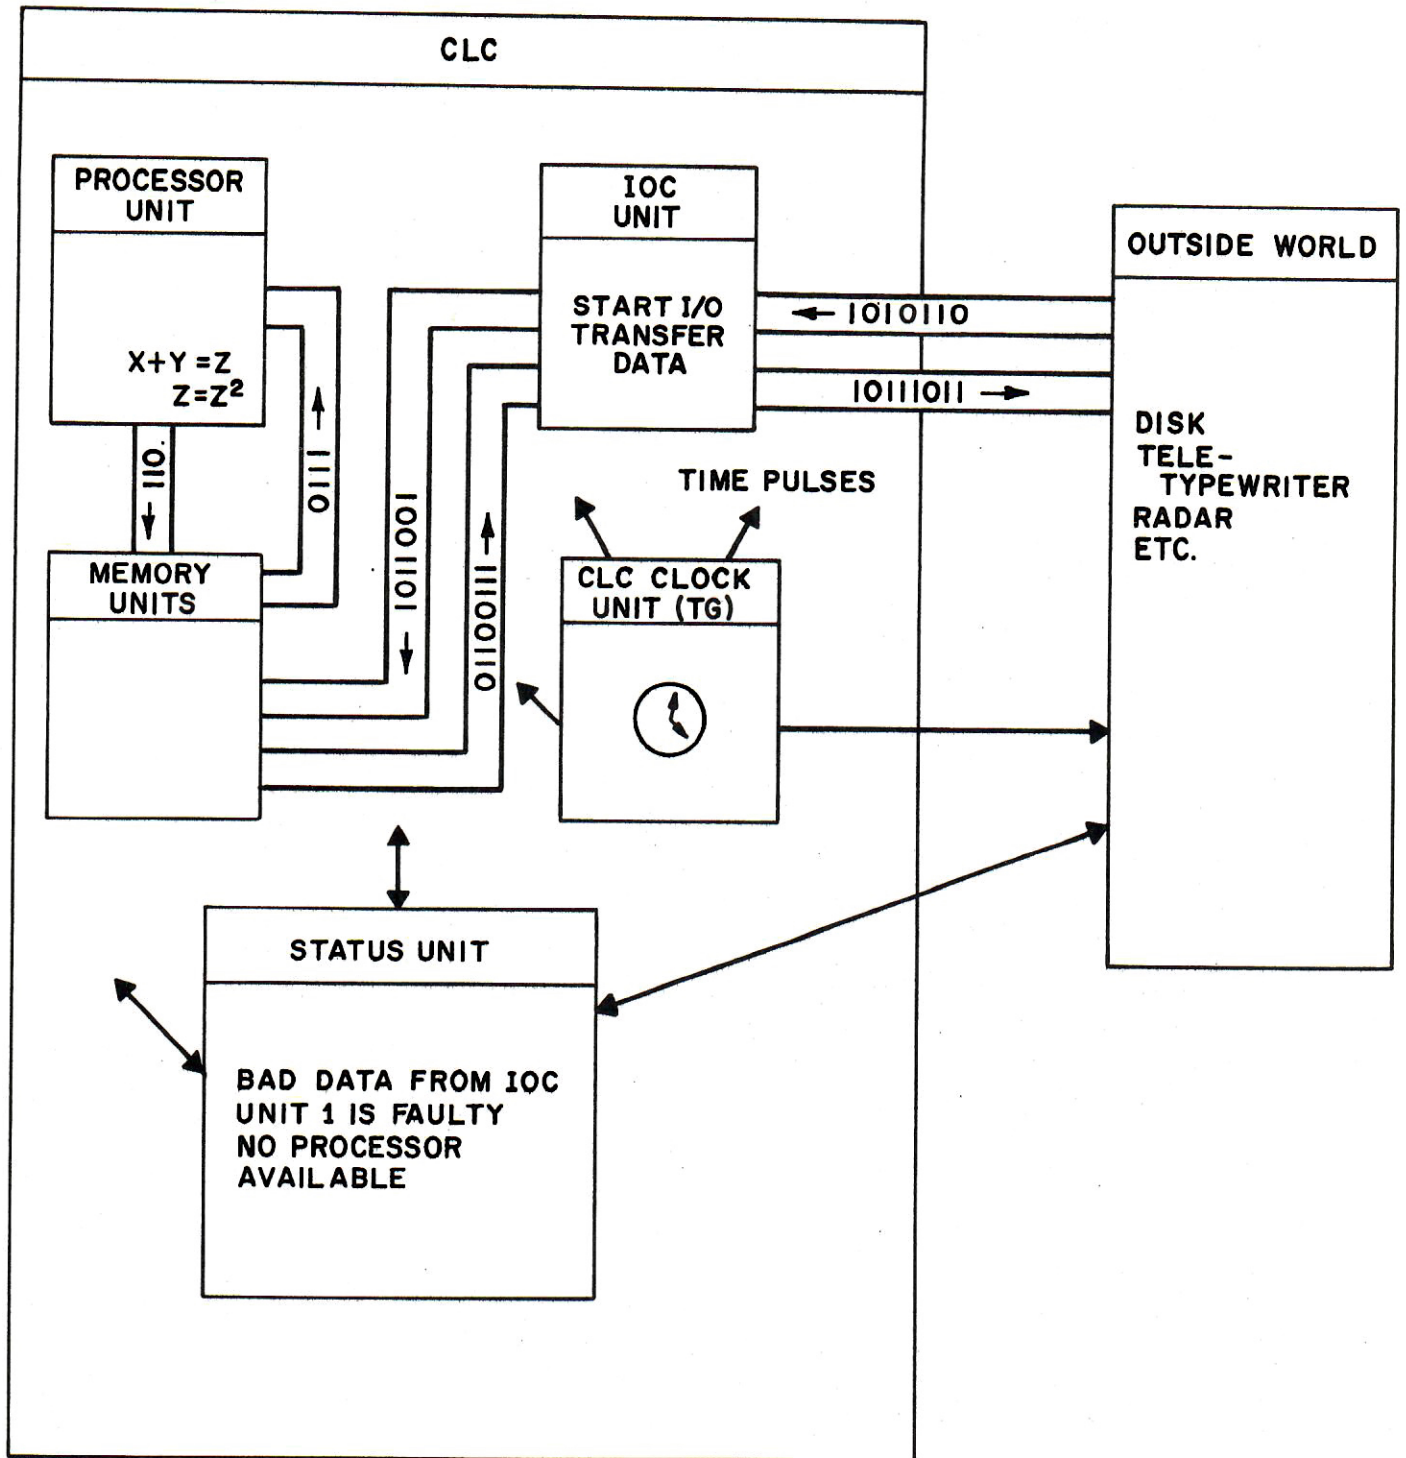 CLC
PROCESSOR
UNIT
X+Y=Z
Z=Z²
← 110.
1110 →
MEMORY
UNITS
← 1011001
0110011 →
IOC
UNIT
START I/O
TRANSFER
DATA
← 1010110
10111011 →
OUTSIDE WORLD
DISK
TELE-
TYPEWRITER
RADAR
ETC.
TIME PULSES
CLC CLOCK
UNIT (TG)
STATUS UNIT
BAD DATA FROM IOC
UNIT 1 IS FAULTY
NO PROCESSOR
AVAILABLE